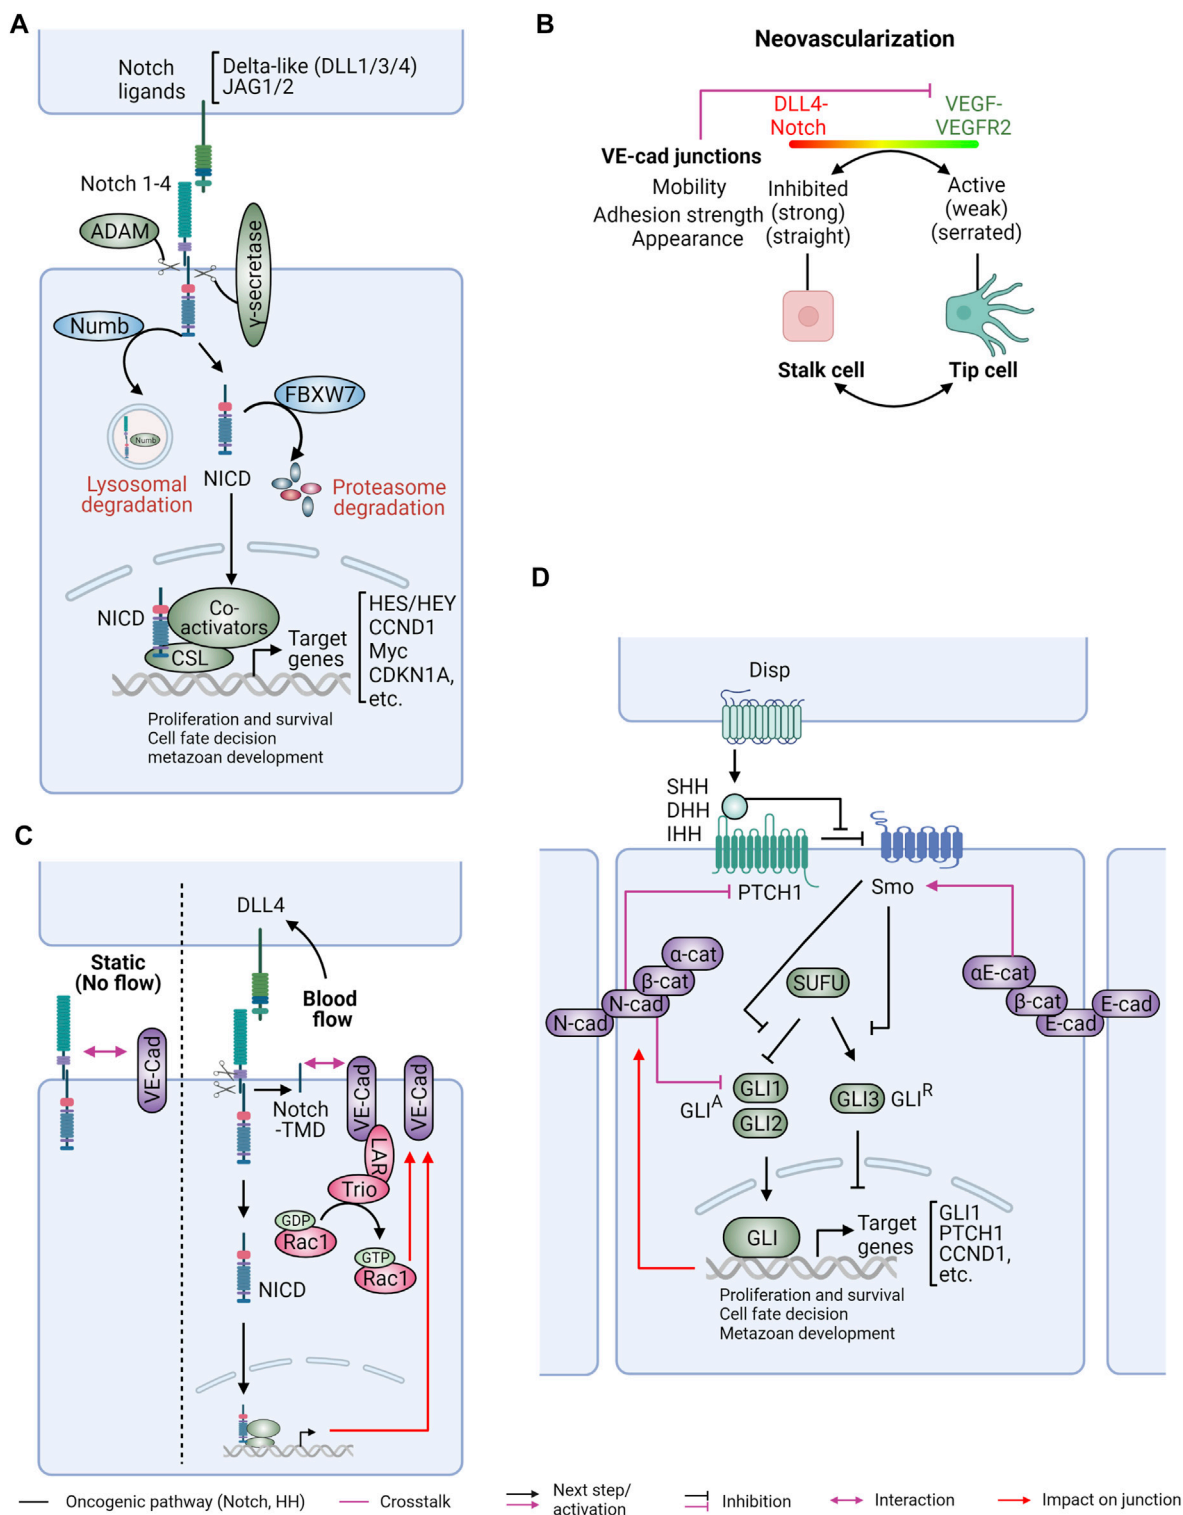 A
Notch
ligands
Delta-like (DLL1/3/4)
JAG1/2
Notch 1-4
ADAM
γ-secretase
Numb
FBXW7
Numb
NICD
Lysosomal
degradation
Proteasome
degradation
NICD
Co-
activators
CSL
Target
genes
HES/HEY
CCND1
Myc
CDKN1A,
etc.
Proliferation and survival
Cell fate decision
metazoan development
B
Neovascularization
DLL4-
Notch
VEGF-
VEGFR2
VE-cad junctions
Mobility
Adhesion strength
Appearance
Inhibited
(strong)
(straight)
Active
(weak)
(serrated)
Stalk cell
Tip cell
C
DLL4
Static
(No flow)
Blood
flow
VE-Cad
Notch
-TMD
VE-Cad
VE-Cad
LAR
Trio
GDP
Rac1
GTP
Rac1
NICD
D
Disp
SHH
DHH
IHH
PTCH1
Smo
α-cat
β-cat
N-cad
N-cad
SUFU
αE-cat
β-cat
E-cad
E-cad
GLI1
GLI2
GLIA
GLI3
GLIR
GLI
Target
genes
GLI1
PTCH1
CCND1,
etc.
Proliferation and survival
Cell fate decision
Metazoan development
Oncogenic pathway (Notch, HH)
Crosstalk
Next step/
activation
Inhibition
Interaction
Impact on junction